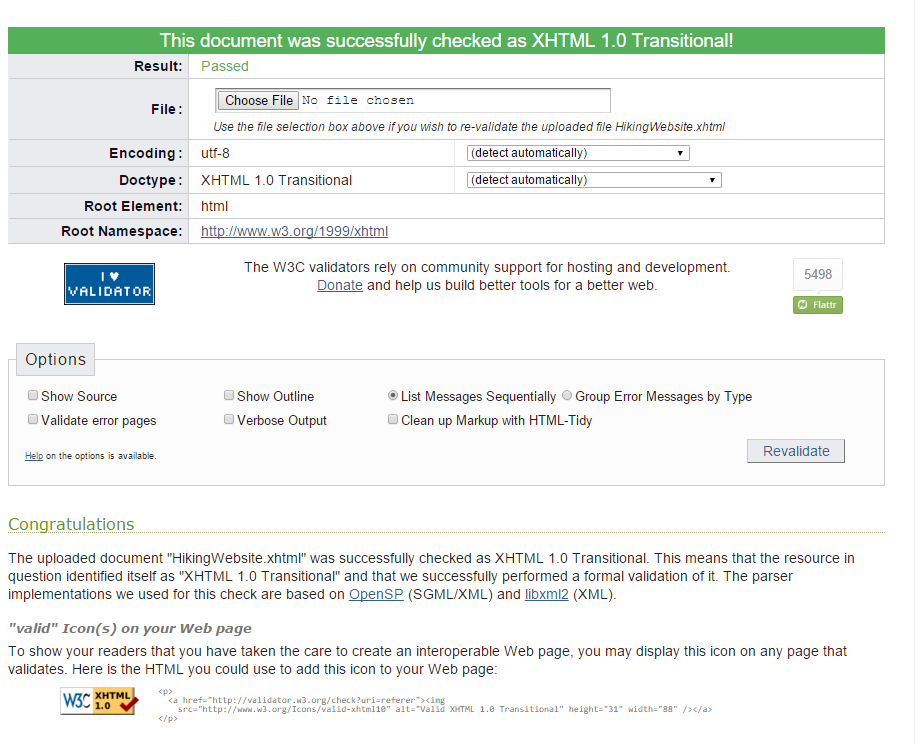 This document was successfully checked as XHTML 1.0 Transitional!
Result: Passed
File: Choose File No file chosen
Use the file selection box above if you wish to re-validate the uploaded file HikingWebsite.xhtml
Encoding: utf-8 (detect automatically)
Doctype: XHTML 1.0 Transitional (detect automatically)
Root Element: html
Root Namespace: http://www.w3.org/1999/xhtml
I ♥
VALIDATOR
The W3C validators rely on community support for hosting and development.
Donate and help us build better tools for a better web.
5498
Flattr
Options
Show Source Show Outline List Messages Sequentially Group Error Messages by Type
Validate error pages Verbose Output Clean up Markup with HTML-Tidy
Help on the options is available.
Revalidate
Congratulations
The uploaded document "HikingWebsite.xhtml" was successfully checked as XHTML 1.0 Transitional. This means that the resource in
question identified itself as "XHTML 1.0 Transitional" and that we successfully performed a formal validation of it. The parser
implementations we used for this check are based on OpenSP (SGML/XML) and libxml2 (XML).
"valid" Icon(s) on your Web page
To show your readers that you have taken the care to create an interoperable Web page, you may display this icon on any page that
validates. Here is the HTML you could use to add this icon to your Web page:
W3C XHTML 1.0
<p>
<a href="http://validator.w3.org/check?uri=referer"><img
src="http://www.w3.org/Icons/valid-xhtml10" alt="Valid XHTML 1.0 Transitional" height="31" width="88" /></a>
</p>